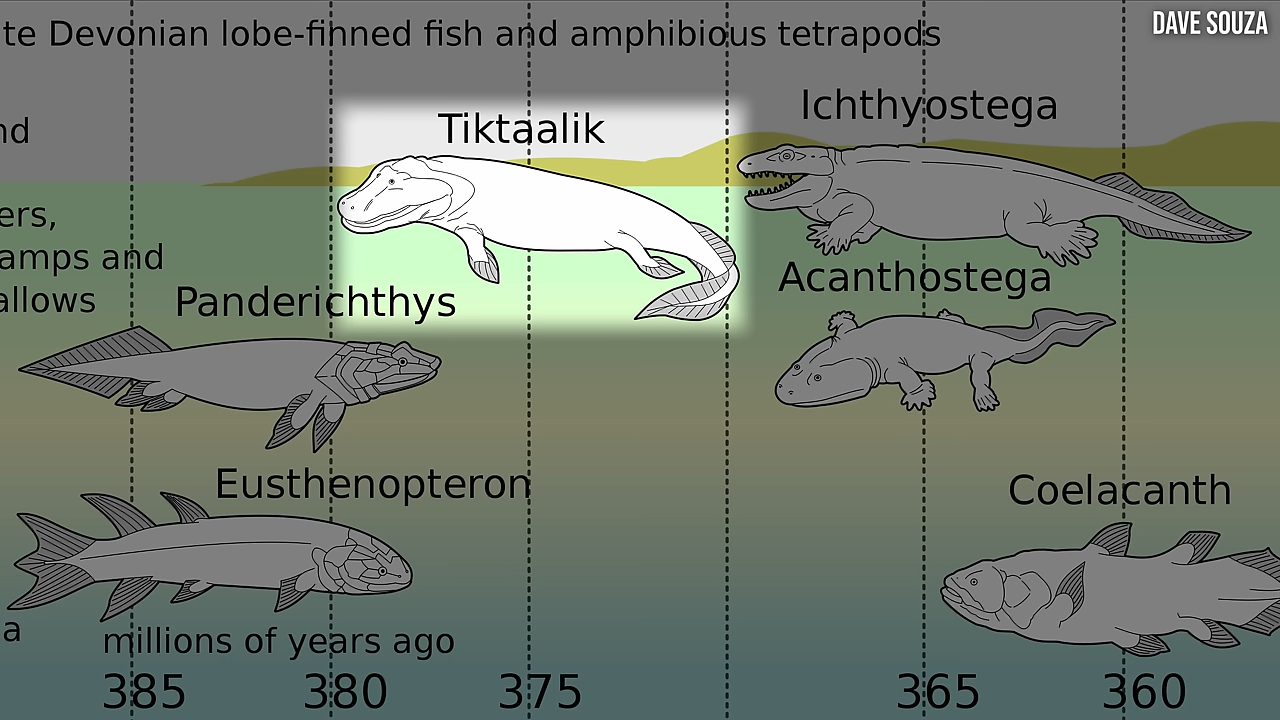 DAVE SOUZA
te Devonian lobe-finned fish and amphibious tetrapods
Ichthyostega
Tiktaalik
nd
ers,
amps and
allows
Acanthostega
Panderichthys
Eusthenopteron
Coelacanth
a
millions of years ago
385 380 375 365 360